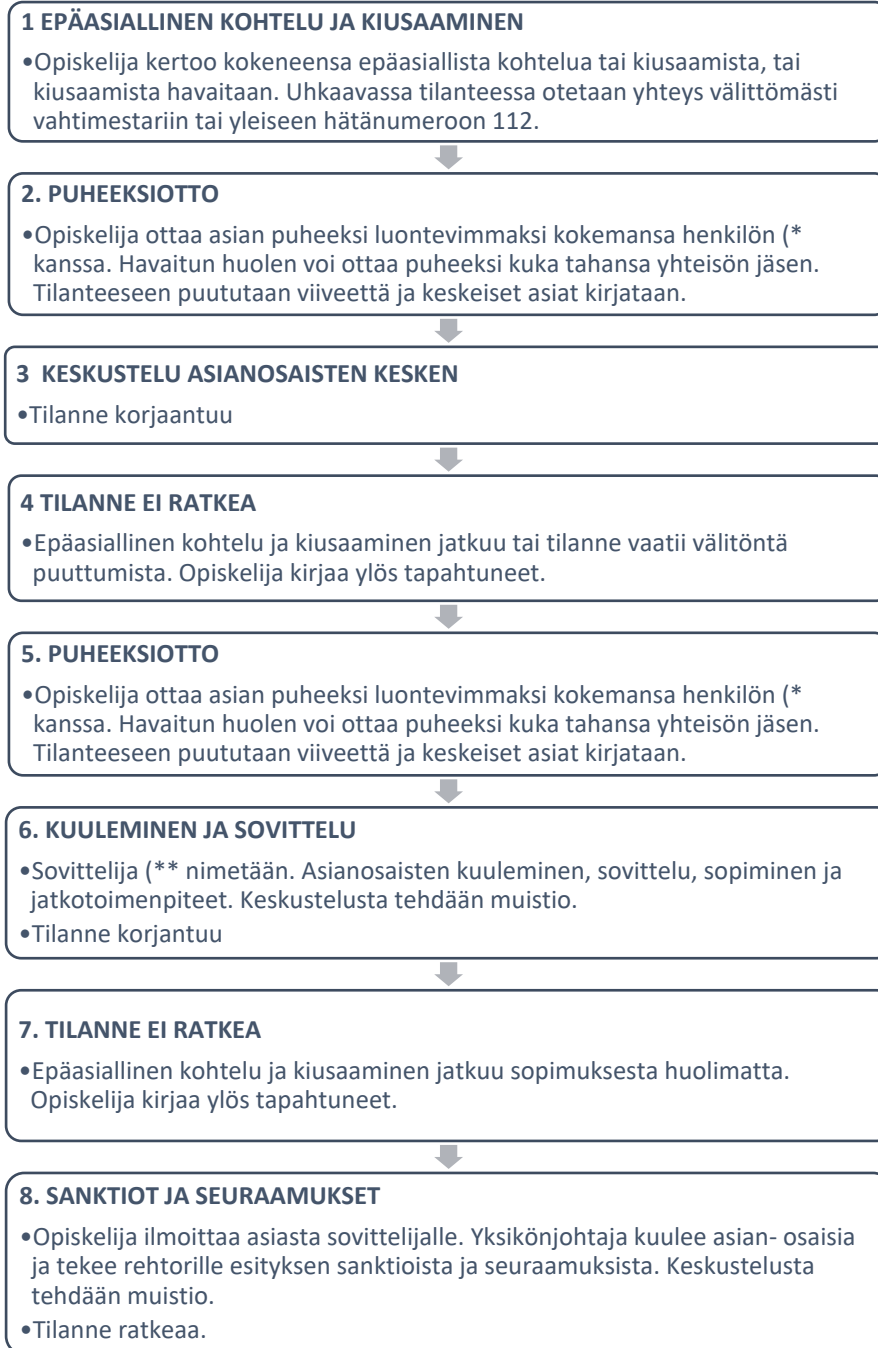 1 EPÄASIALLINEN KOHTELU JA KIUSAAMINEN
•Opiskelija kertoo kokeneensa epäasiallista kohtelua tai kiusaamista, tai
kiusaamista havaitaan. Uhkaavassa tilanteessa otetaan yhteys välittömästi
vahtimestariin tai yleiseen hätänumeroon 112.
2. PUHEEKSIOTTO
•Opiskelija ottaa asian puheeksi luontevimmaksi kokemansa henkilön (*
kanssa. Havaitun huolen voi ottaa puheeksi kuka tahansa yhteisön jäsen.
Tilanteeseen puututaan viiveettä ja keskeiset asiat kirjataan.
3 KESKUSTELU ASIANOSAISTEN KESKEN
•Tilanne korjaantuu
4 TILANNE EI RATKEA
•Epäasiallinen kohtelu ja kiusaaminen jatkuu tai tilanne vaatii välitöntä
puuttumista. Opiskelija kirjaa ylös tapahtuneet.
5. PUHEEKSIOTTO
•Opiskelija ottaa asian puheeksi luontevimmaksi kokemansa henkilön (*
kanssa. Havaitun huolen voi ottaa puheeksi kuka tahansa yhteisön jäsen.
Tilanteeseen puututaan viiveettä ja keskeiset asiat kirjataan.
6. KUULEMINEN JA SOVITTELU
•Sovittelija (** nimetään. Asianosaisten kuuleminen, sovittelu, sopiminen ja
jatkotoimenpiteet. Keskustelusta tehdään muistio.
•Tilanne korjantuu
7. TILANNE EI RATKEA
•Epäasiallinen kohtelu ja kiusaaminen jatkuu sopimuksesta huolimatta.
Opiskelija kirjaa ylös tapahtuneet.
8. SANKTIOT JA SEURAAMUKSET
•Opiskelija ilmoittaa asiasta sovittelijalle. Yksikönjohtaja kuulee asian- osaisia
ja tekee rehtorille esityksen sanktioista ja seuraamuksista. Keskustelusta
tehdään muistio.
•Tilanne ratkeaa.